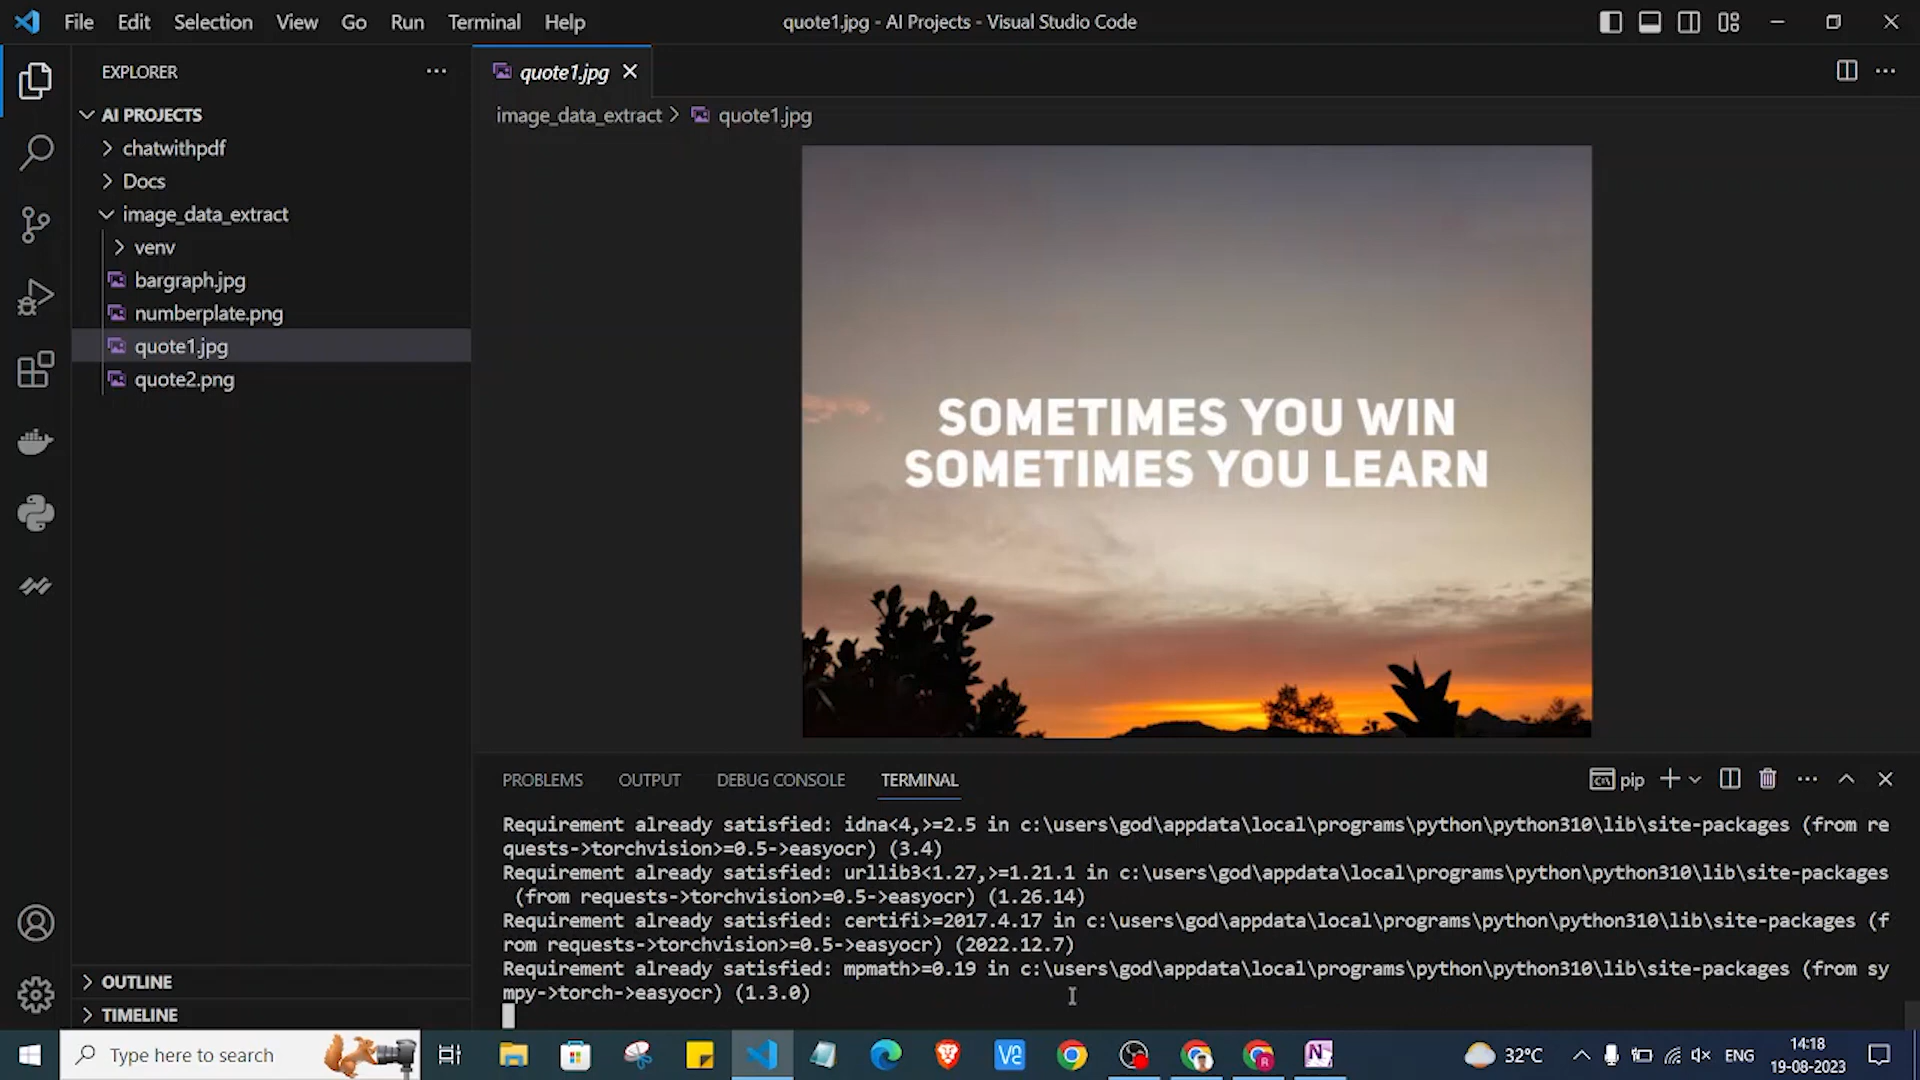 File Edit Selection View Go Run Terminal Help
quote1.jpg - AI Projects - Visual Studio Code
EXPLORER
AI PROJECTS
chatwithpdf
Docs
image_data_extract
venv
bargraph.jpg
numberplate.png
quote1.jpg
quote2.png
OUTLINE
TIMELINE
quote1.jpg
image_data_extract > quote1.jpg
SOMETIMES YOU WIN
SOMETIMES YOU LEARN
PROBLEMS OUTPUT DEBUG CONSOLE TERMINAL
pip
Requirement already satisfied: idna<4,>=2.5 in c:\users\god\appdata\local\programs\python\python310\lib\site-packages (from re
quests->torchvision>=0.5->easyocr) (3.4)
Requirement already satisfied: urllib3<1.27,>=1.21.1 in c:\users\god\appdata\local\programs\python\python310\lib\site-packages
(from requests->torchvision>=0.5->easyocr) (1.26.14)
Requirement already satisfied: certifi>=2017.4.17 in c:\users\god\appdata\local\programs\python\python310\lib\site-packages (f
rom requests->torchvision>=0.5->easyocr) (2022.12.7)
Requirement already satisfied: mpmath>=0.19 in c:\users\god\appdata\local\programs\python\python310\lib\site-packages (from sy
mpy->torch->easyocr) (1.3.0)
Type here to search
32°C
ENG
14:18
19-08-2023